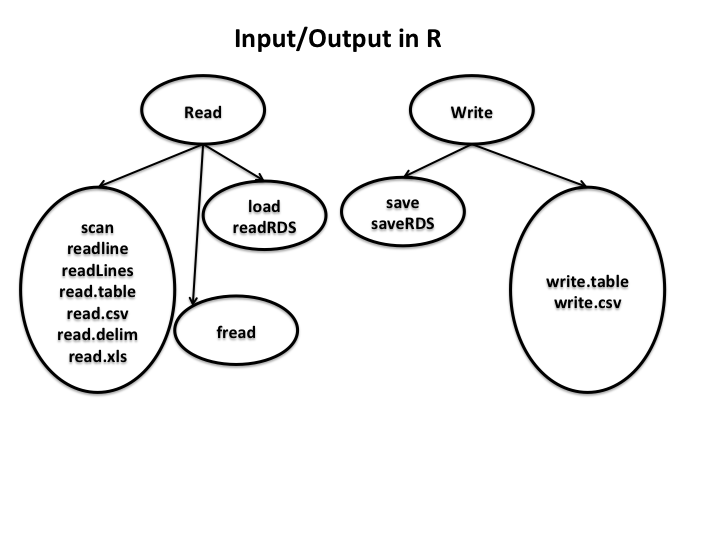 Input/Output in R
Read
Write
scan
readline
readLines
read.table
read.csv
read.delim
read.xls
load
readRDS
fread
save
saveRDS
write.table
write.csv